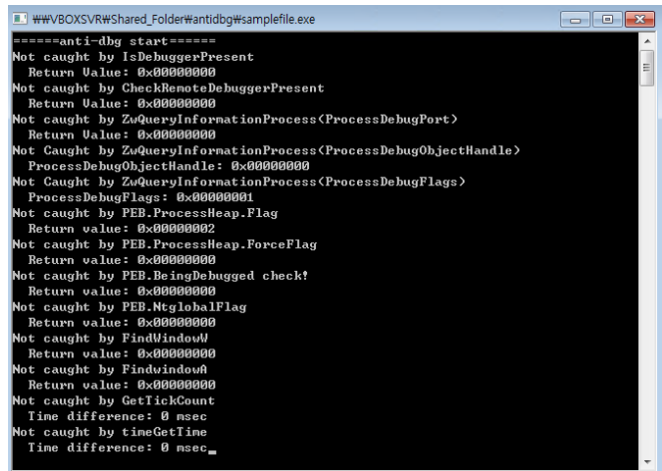 ₩₩VBOXSVR₩Shared_Folder₩antidbg₩samplefile.exe
======anti-dbg start======
Not caught by IsDebuggerPresent
Return Value: 0x00000000
Not caught by CheckRemoteDebuggerPresent
Return Value: 0x00000000
Not caught by ZwQueryInformationProcess(ProcessDebugPort)
Return Value: 0x00000000
Not Caught by ZwQueryInformationProcess(ProcessDebugObjectHandle)
ProcessDebugObjectHandle: 0x00000000
Not Caught by ZwQueryInformationProcess(ProcessDebugFlags)
ProcessDebugFlags: 0x00000001
Not caught by PEB.ProcessHeap.Flag
Return value: 0x00000002
Not caught by PEB.ProcessHeap.ForceFlag
Return value: 0x00000000
Not caught by PEB.BeingDebugged check!
Return value: 0x00000000
Not caught by PEB.NtglobalFlag
Return value: 0x00000000
Not caught by FindWindowW
Return value: 0x00000000
Not caught by FindwindowA
Return value: 0x00000000
Not caught by GetTickCount
Time difference: 0 msec
Not caught by timeGetTime
Time difference: 0 msec